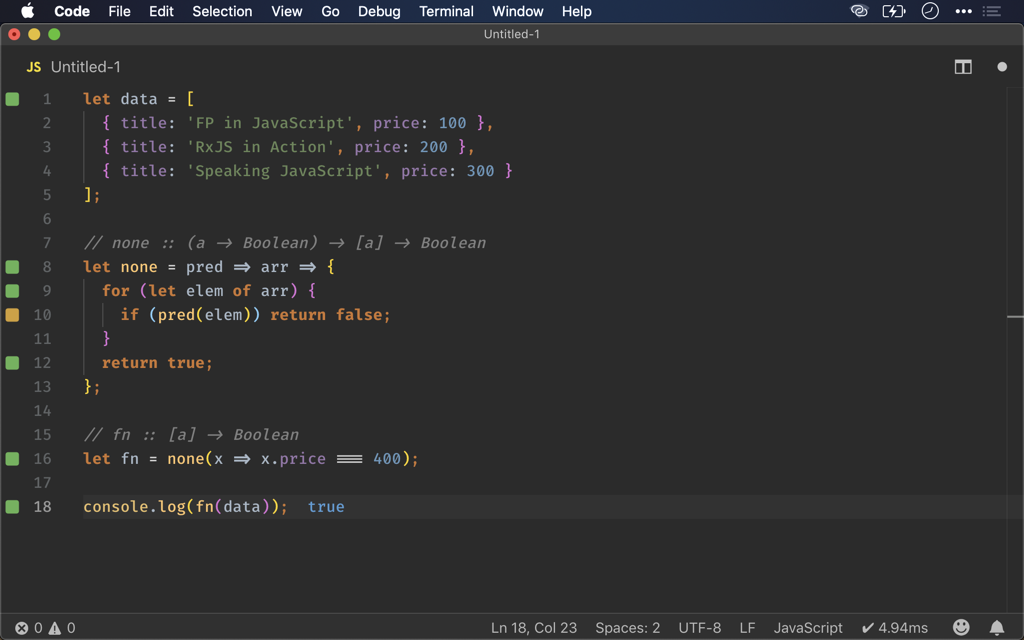 Code File Edit Selection View Go Debug Terminal Window Help
Untitled-1
JS Untitled-1
1 let data = [
2 { title: 'FP in JavaScript', price: 100 },
3 { title: 'RxJS in Action', price: 200 },
4 { title: 'Speaking JavaScript', price: 300 }
5 ];
6
7 // none :: (a → Boolean) → [a] → Boolean
8 let none = pred ⇒ arr ⇒ {
9 for (let elem of arr) {
10 if (pred(elem)) return false;
11 }
12 return true;
13 };
14
15 // fn :: [a] → Boolean
16 let fn = none(x ⇒ x.price ≡ 400);
17
18 console.log(fn(data)); true
0 0 Ln 18, Col 23 Spaces: 2 UTF-8 LF JavaScript ✔ 4.94ms